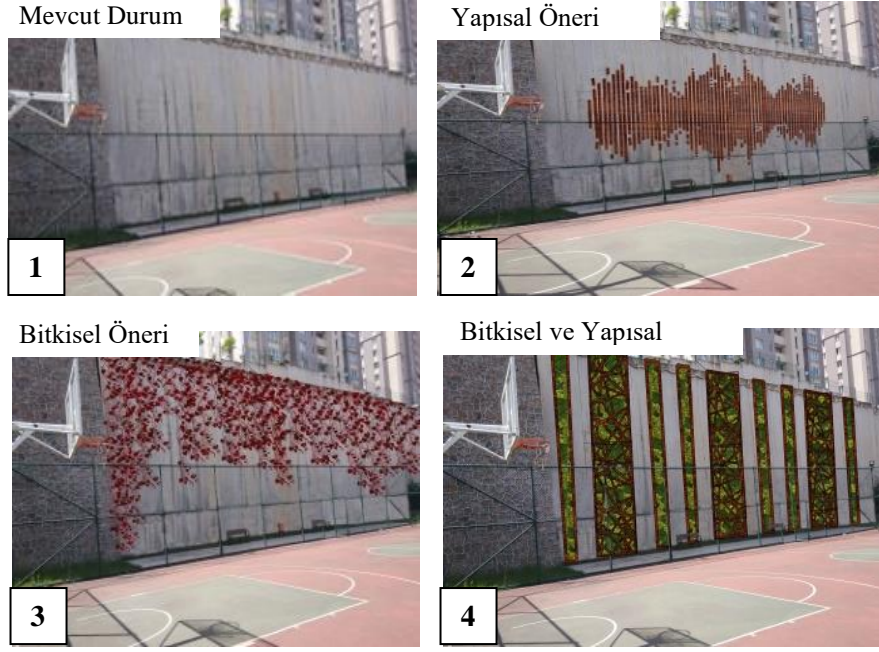 Mevcut Durum
Yapısal Öneri
1
2
Bitkisel Öneri
Bitkisel ve Yapısal
3
4